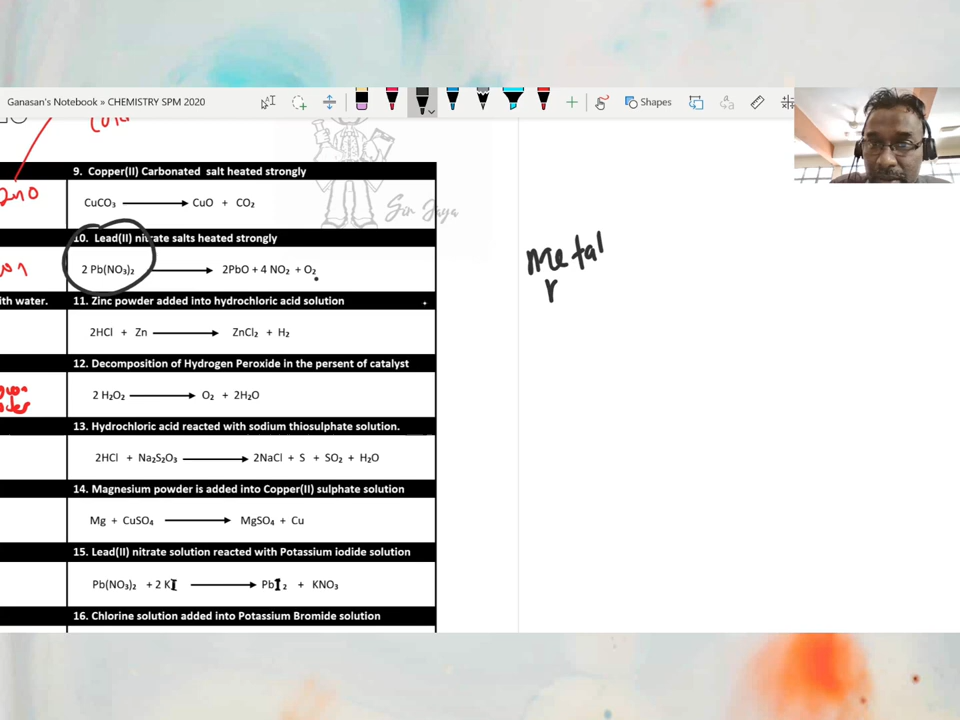 Ganasan's Notebook » CHEMISTRY SPM 2020
Shapes
9. Copper(II) Carbonated salt heated strongly
CuCO₃ → CuO + CO₂
Sir Jaya
2ZnO
10. Lead(II) nitrate salts heated strongly
2 Pb(NO₃)₂ → 2PbO + 4 NO₂ + O₂
metal
r
ith water.
11. Zinc powder added into hydrochloric acid solution
2HCl + Zn → ZnCl₂ + H₂
12. Decomposition of Hydrogen Peroxide in the persent of catalyst
2 H₂O₂ → O₂ + 2H₂O
13. Hydrochloric acid reacted with sodium thiosulphate solution.
2HCl + Na₂S₂O₃ → 2NaCl + S + SO₂ + H₂O
14. Magnesium powder is added into Copper(II) sulphate solution
Mg + CuSO₄ → MgSO₄ + Cu
15. Lead(II) nitrate solution reacted with Potassium iodide solution
Pb(NO₃)₂ + 2 KI → PbI₂ + KNO₃
16. Chlorine solution added into Potassium Bromide solution